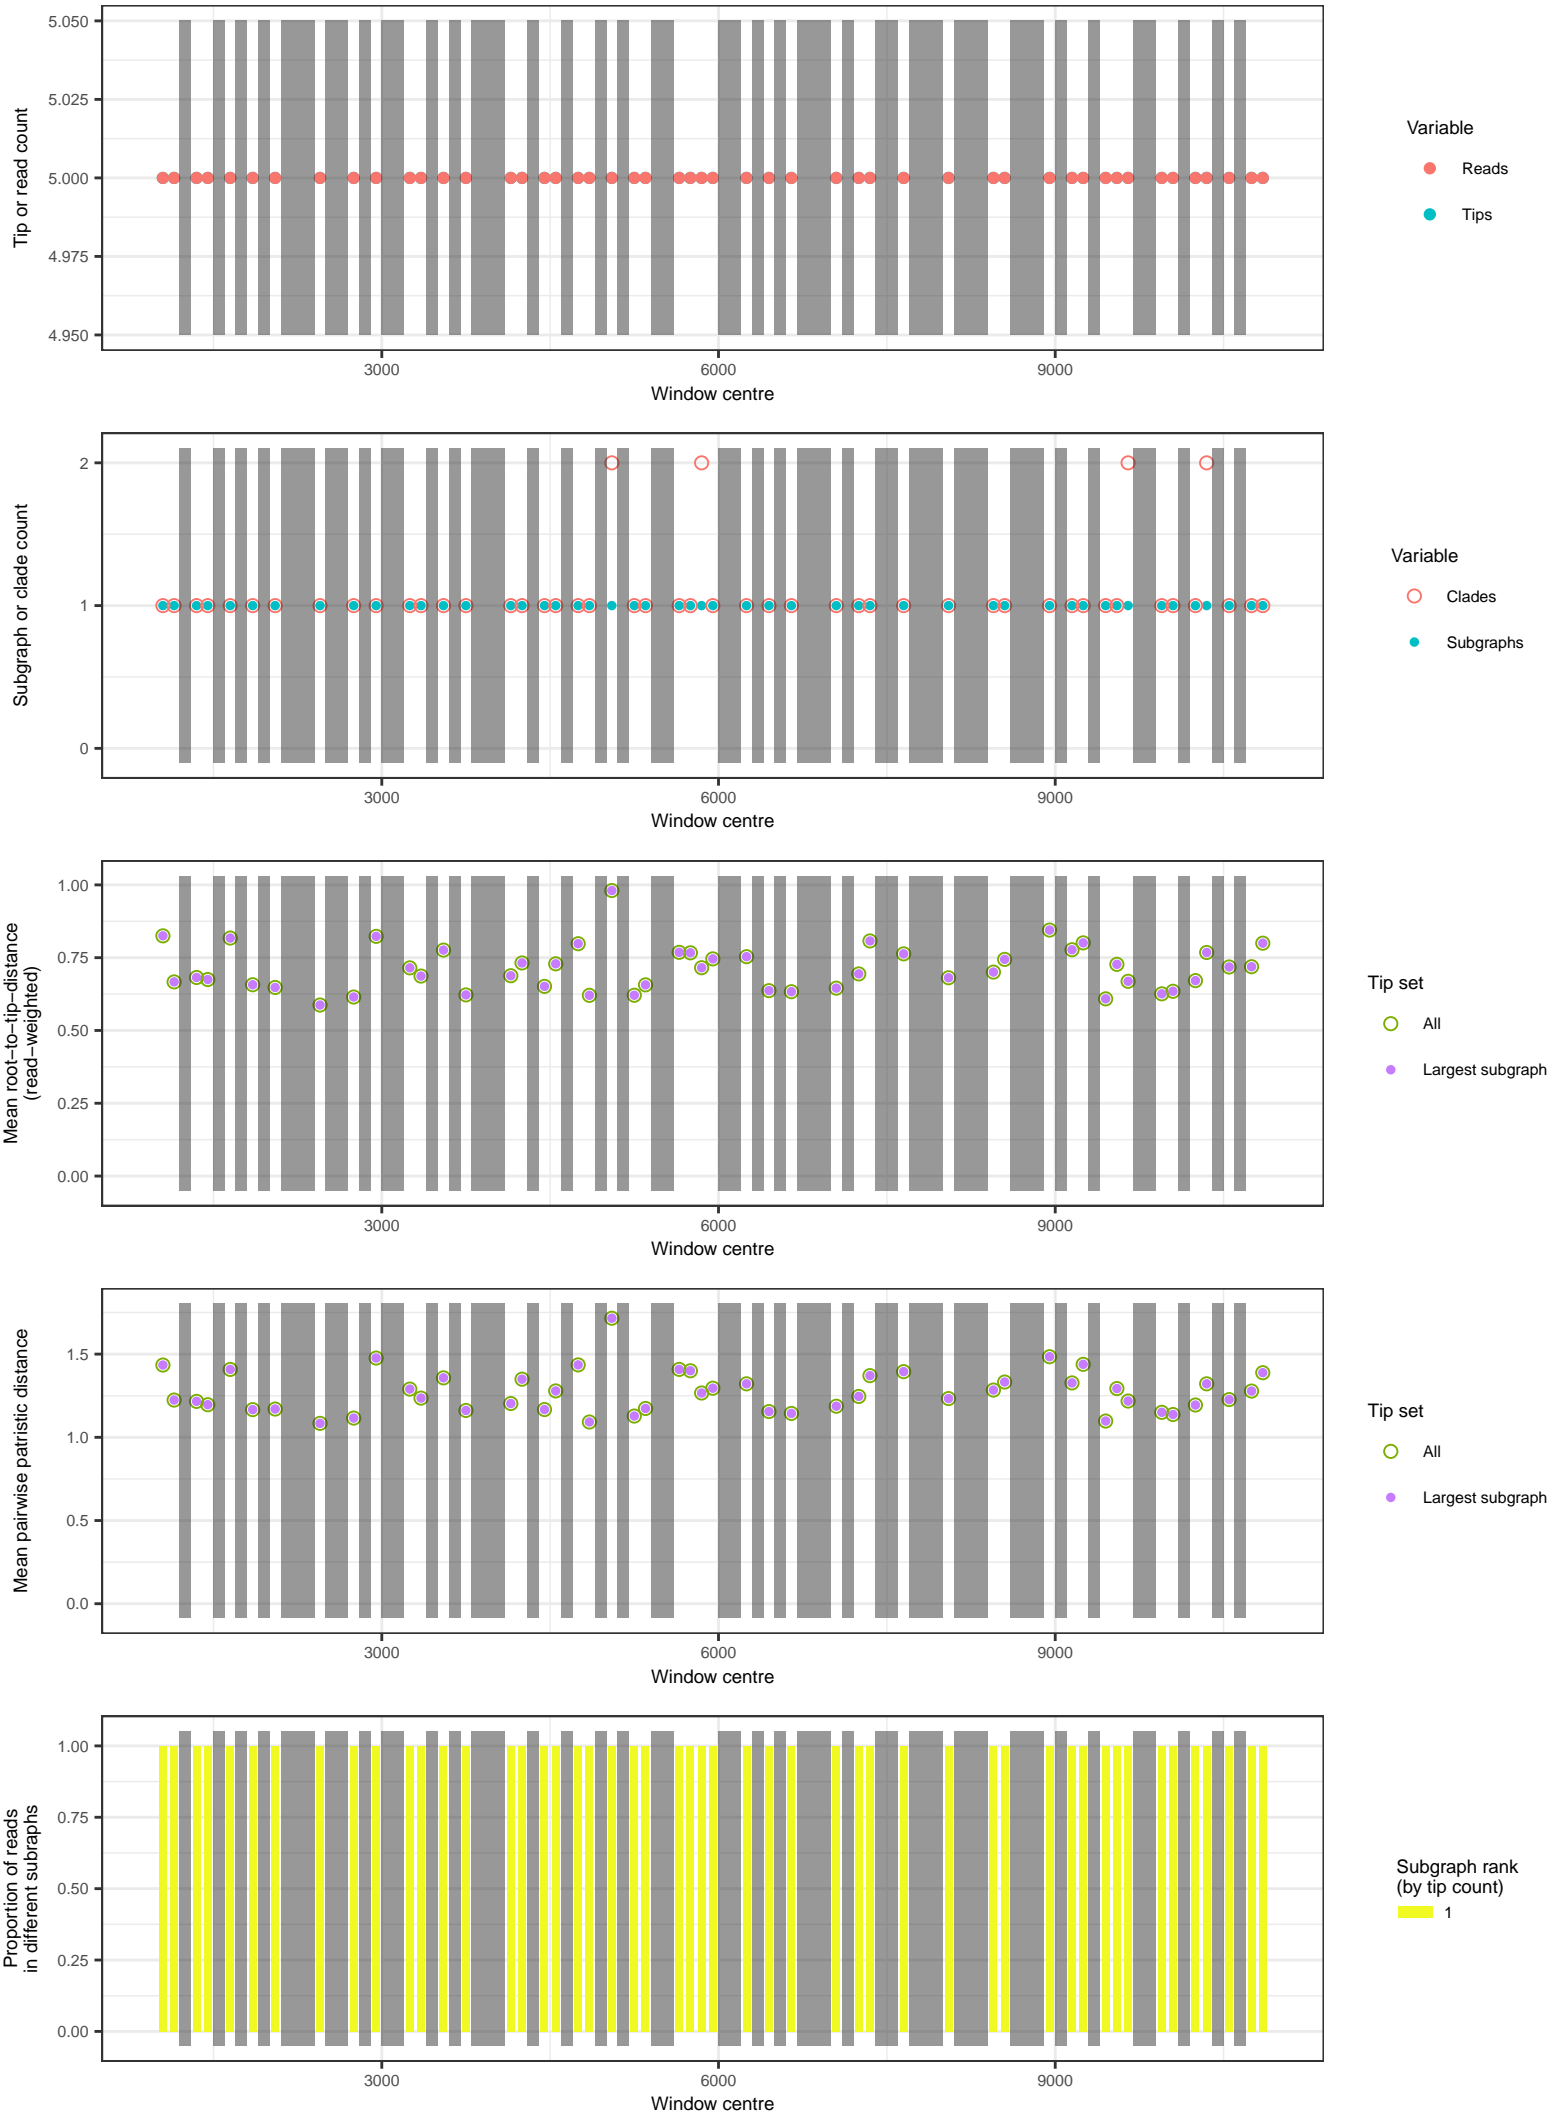 5.050
5.025
5.000
4.975
4.950
Tip or read count
3000
6000
9000
Window centre
Variable
Reads
Tips
2
1
0
Subgraph or clade count
3000
6000
9000
Window centre
Variable
Clades
Subgraphs
1.00
0.75
0.50
0.25
0.00
Mean root−to−tip−distance
(read−weighted)
3000
6000
9000
Window centre
Tip set
All
Largest subgraph
1.5
1.0
0.5
0.0
Mean pairwise patristic distance
3000
6000
9000
Window centre
Tip set
All
Largest subgraph
1.00
0.75
0.50
0.25
0.00
Proportion of reads
in different subraphs
3000
6000
9000
Window centre
Subgraph rank
(by tip count)
1